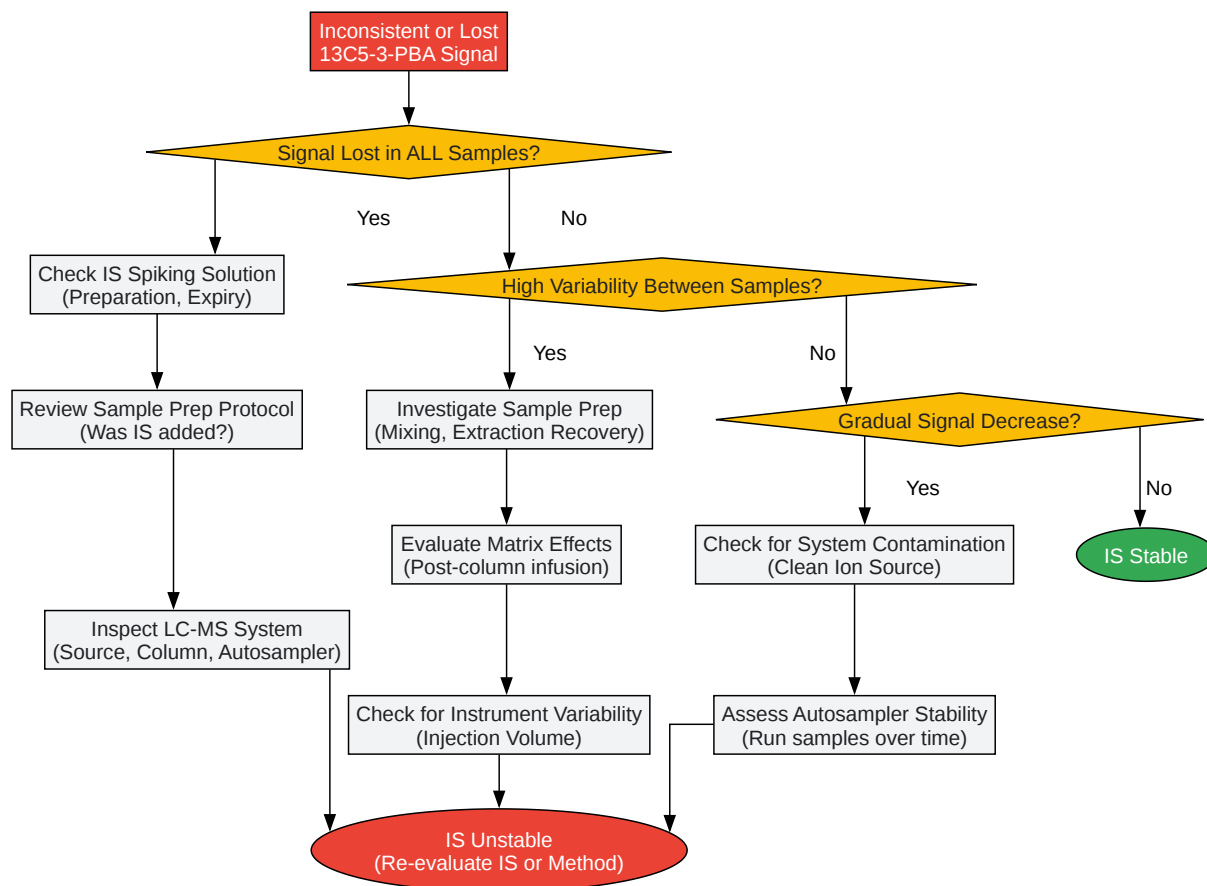 Inconsistent or Lost
13C5-3-PBA Signal
Signal Lost in ALL Samples?
Yes
No
Check IS Spiking Solution
(Preparation, Expiry)
High Variability Between Samples?
Yes
No
Review Sample Prep Protocol
(Was IS added?)
Investigate Sample Prep
(Mixing, Extraction Recovery)
Gradual Signal Decrease?
Yes
No
Evaluate Matrix Effects
(Post-column infusion)
Check for System Contamination
(Clean Ion Source)
IS Stable
Inspect LC-MS System
(Source, Column, Autosampler)
Check for Instrument Variability
(Injection Volume)
Assess Autosampler Stability
(Run samples over time)
IS Unstable
(Re-evaluate IS or Method)